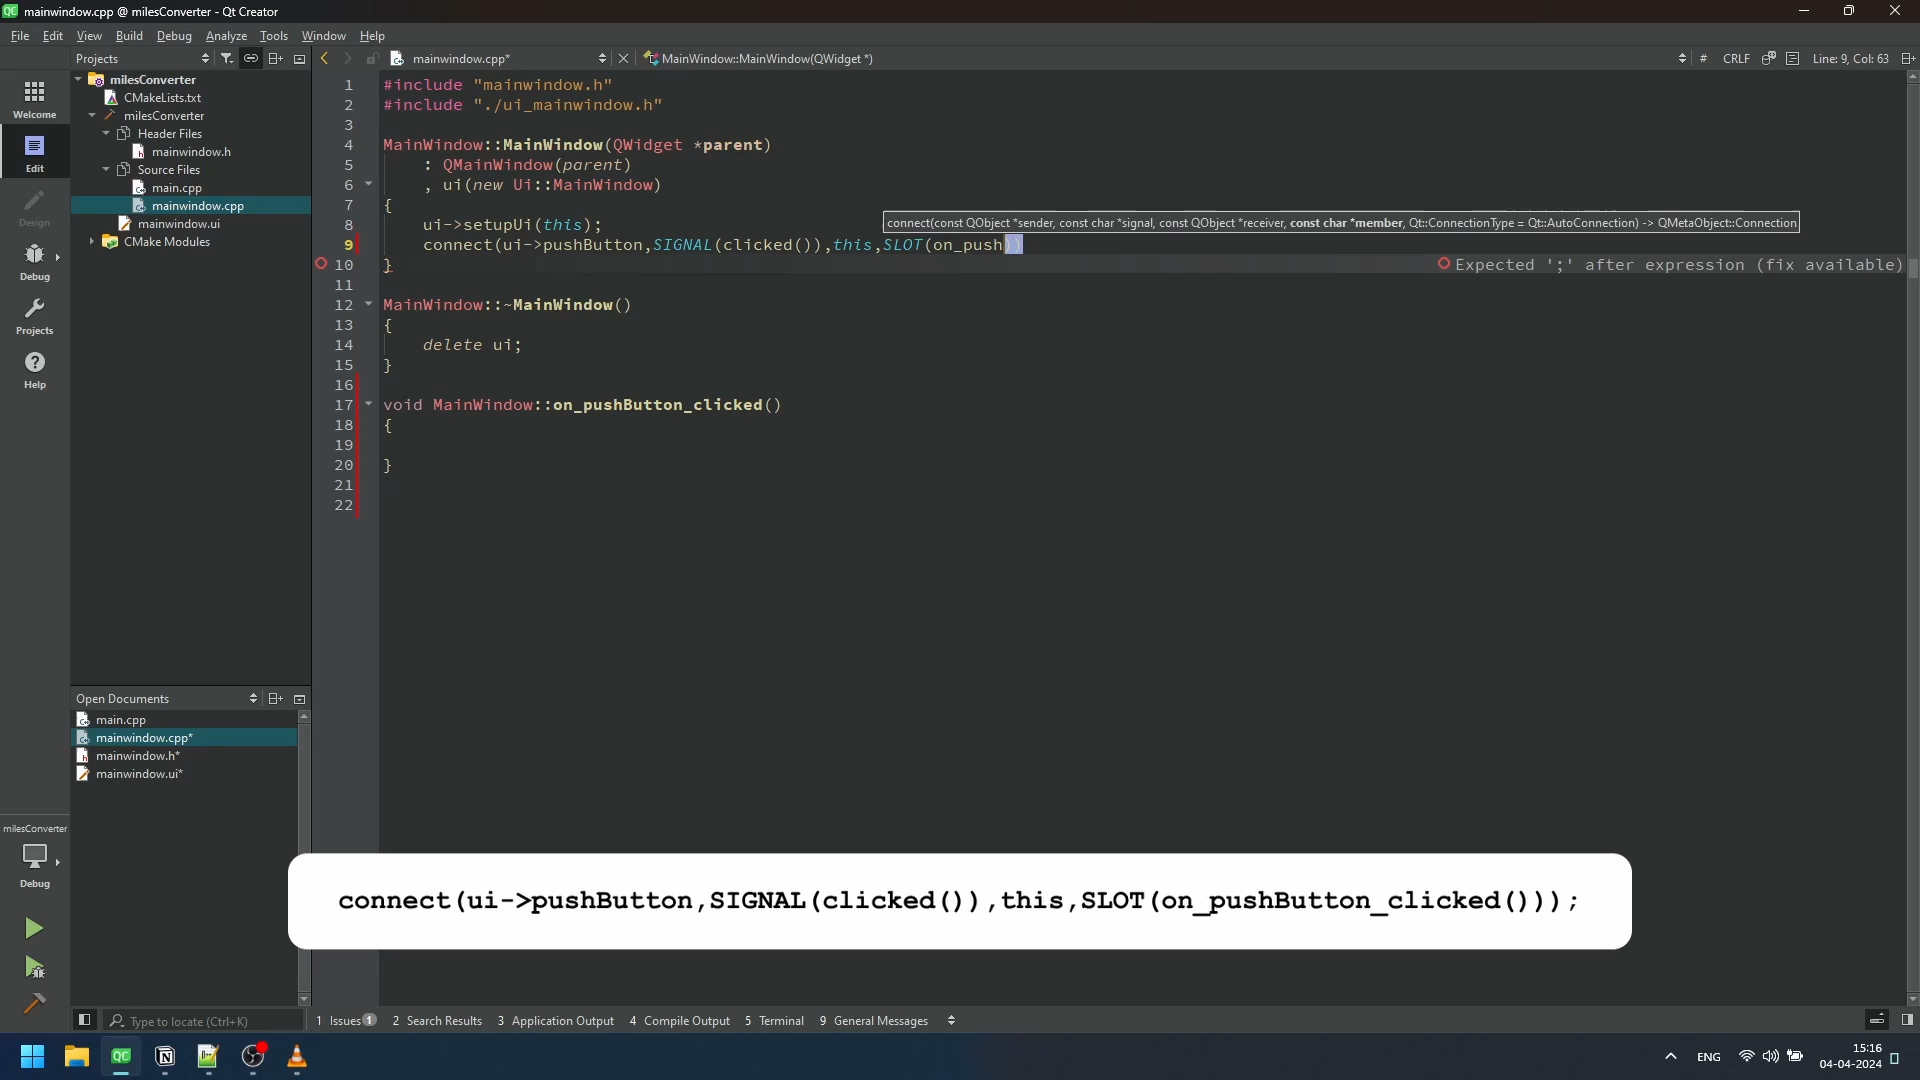 QC mainwindow.cpp @ milesConverter - Qt Creator
File Edit View Build Debug Analyze Tools Window Help
Projects
mainwindow.cpp*
MainWindow::MainWindow(QWidget *)
# CRLF Line: 9, Col: 63
Welcome
Edit
Design
Debug
Projects
Help
milesConverter
CMakeLists.txt
milesConverter
Header Files
mainwindow.h
Source Files
main.cpp
mainwindow.cpp
mainwindow.ui
CMake Modules
1 #include "mainwindow.h"
2 #include "./ui_mainwindow.h"
3
4 MainWindow::MainWindow(QWidget *parent)
5 : QMainWindow(parent)
6 , ui(new Ui::MainWindow)
7 {
8 ui->setupUi(this);
connect(const QObject *sender, const char *signal, const QObject *receiver, const char *member, Qt::ConnectionType = Qt::AutoConnection) -> QMetaObject::Connection
9 connect(ui->pushButton,SIGNAL(clicked()),this,SLOT(on_push))
10 } Expected ';' after expression (fix available)
11
12 MainWindow::~MainWindow()
13 {
14 delete ui;
15 }
16
17 void MainWindow::on_pushButton_clicked()
18 {
19
20 }
21
22
Open Documents
main.cpp
mainwindow.cpp*
mainwindow.h*
mainwindow.ui*
milesConverter
Debug
connect(ui->pushButton,SIGNAL(clicked()),this,SLOT(on_pushButton_clicked()));
Type to locate (Ctrl+K)
1 Issues 1 2 Search Results 3 Application Output 4 Compile Output 5 Terminal 9 General Messages
QC
ENG
15:16
04-04-2024